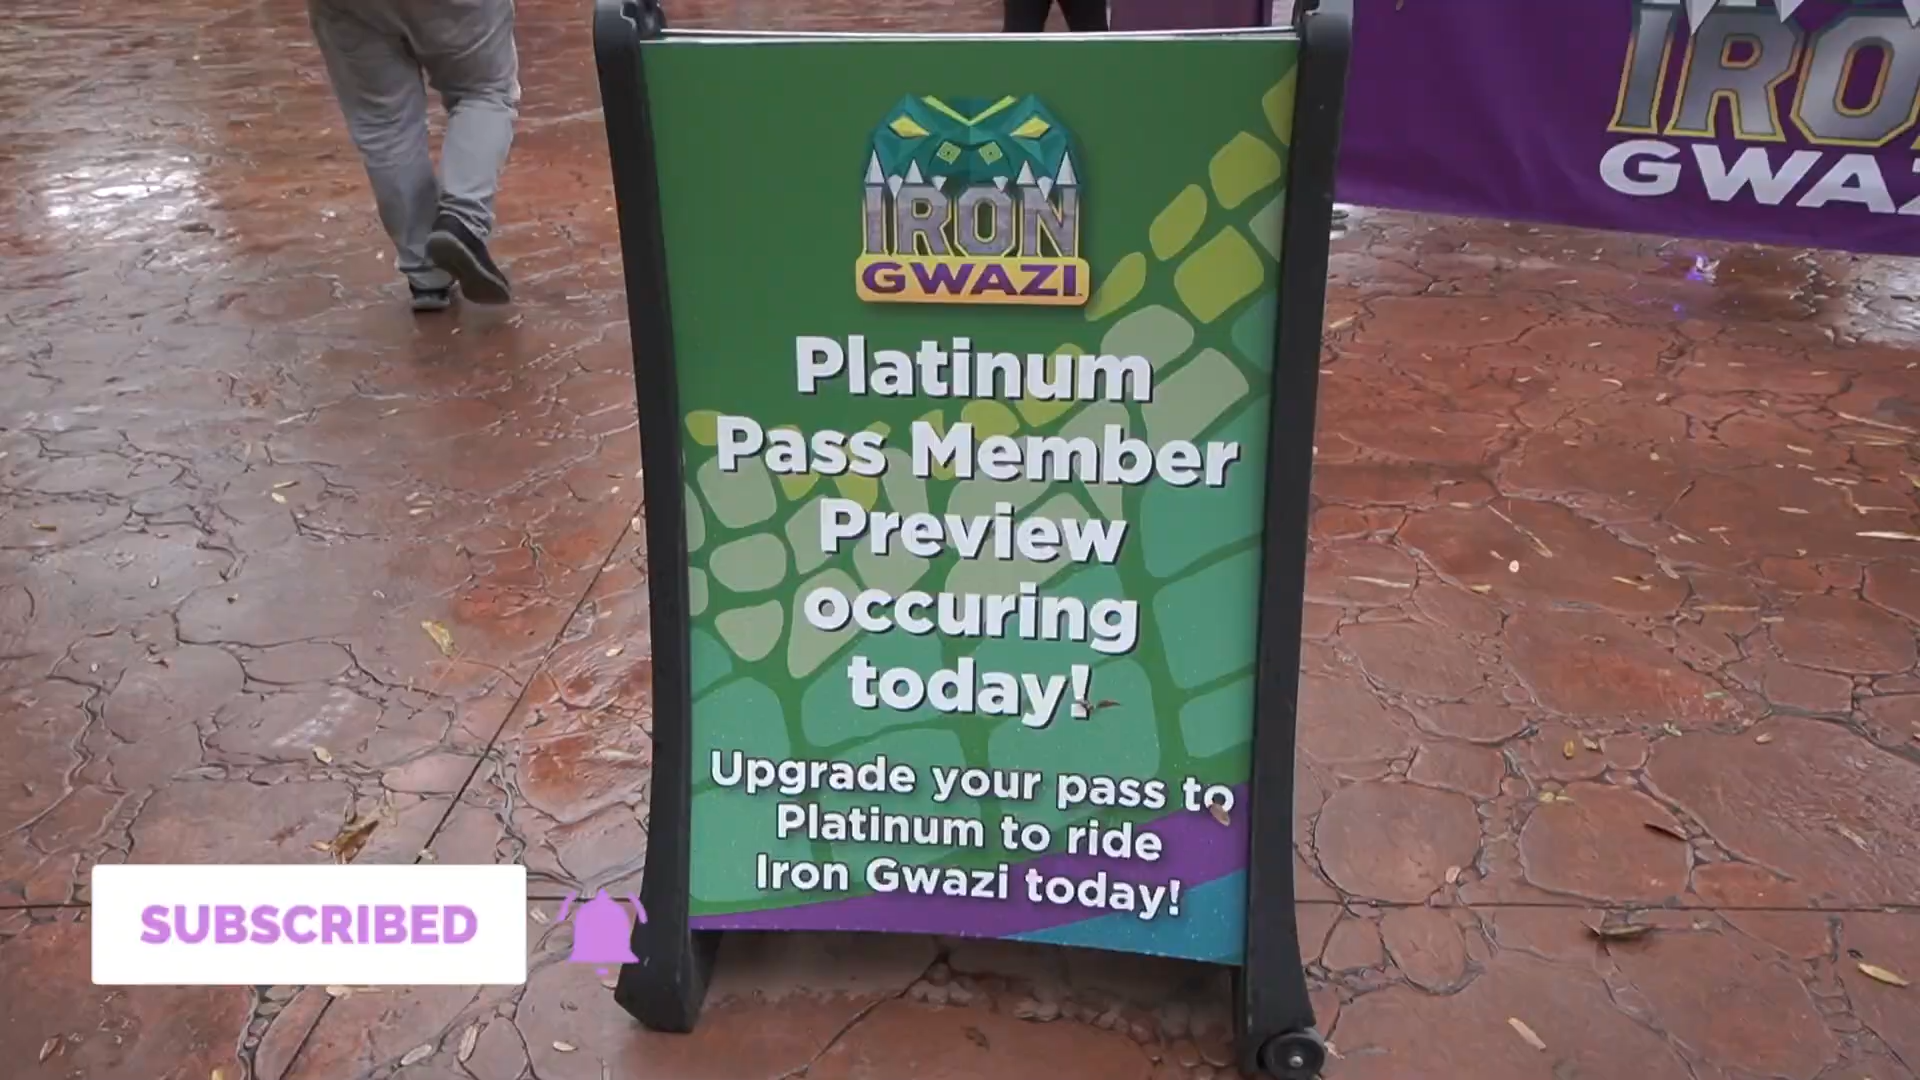 IRON
GWAZI
Platinum
Pass Member
Preview
occuring
today!
Upgrade your pass to
Platinum to ride
Iron Gwazi today!
IRO
GWAZ
SUBSCRIBED